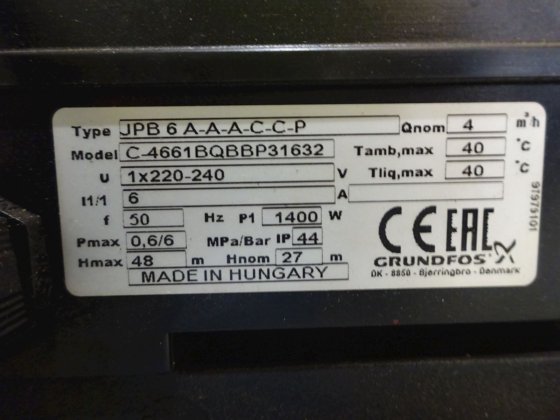 Type JPB 6 A-A-A-C-C-P Qnom 4 m³/h
Model C-4661BQBBP31632 Tamb,max 40 °C
U 1x220-240 V Tliq,max 40 °C
I1/1 6 A
f 50 Hz P1 1400 W
Pmax 0,6/6 MPa/Bar IP 44
Hmax 48 m Hnom 27 m
MADE IN HUNGARY
CE EAC
GRUNDFOS
DK - 8850 - Bjerringbro - Denmark